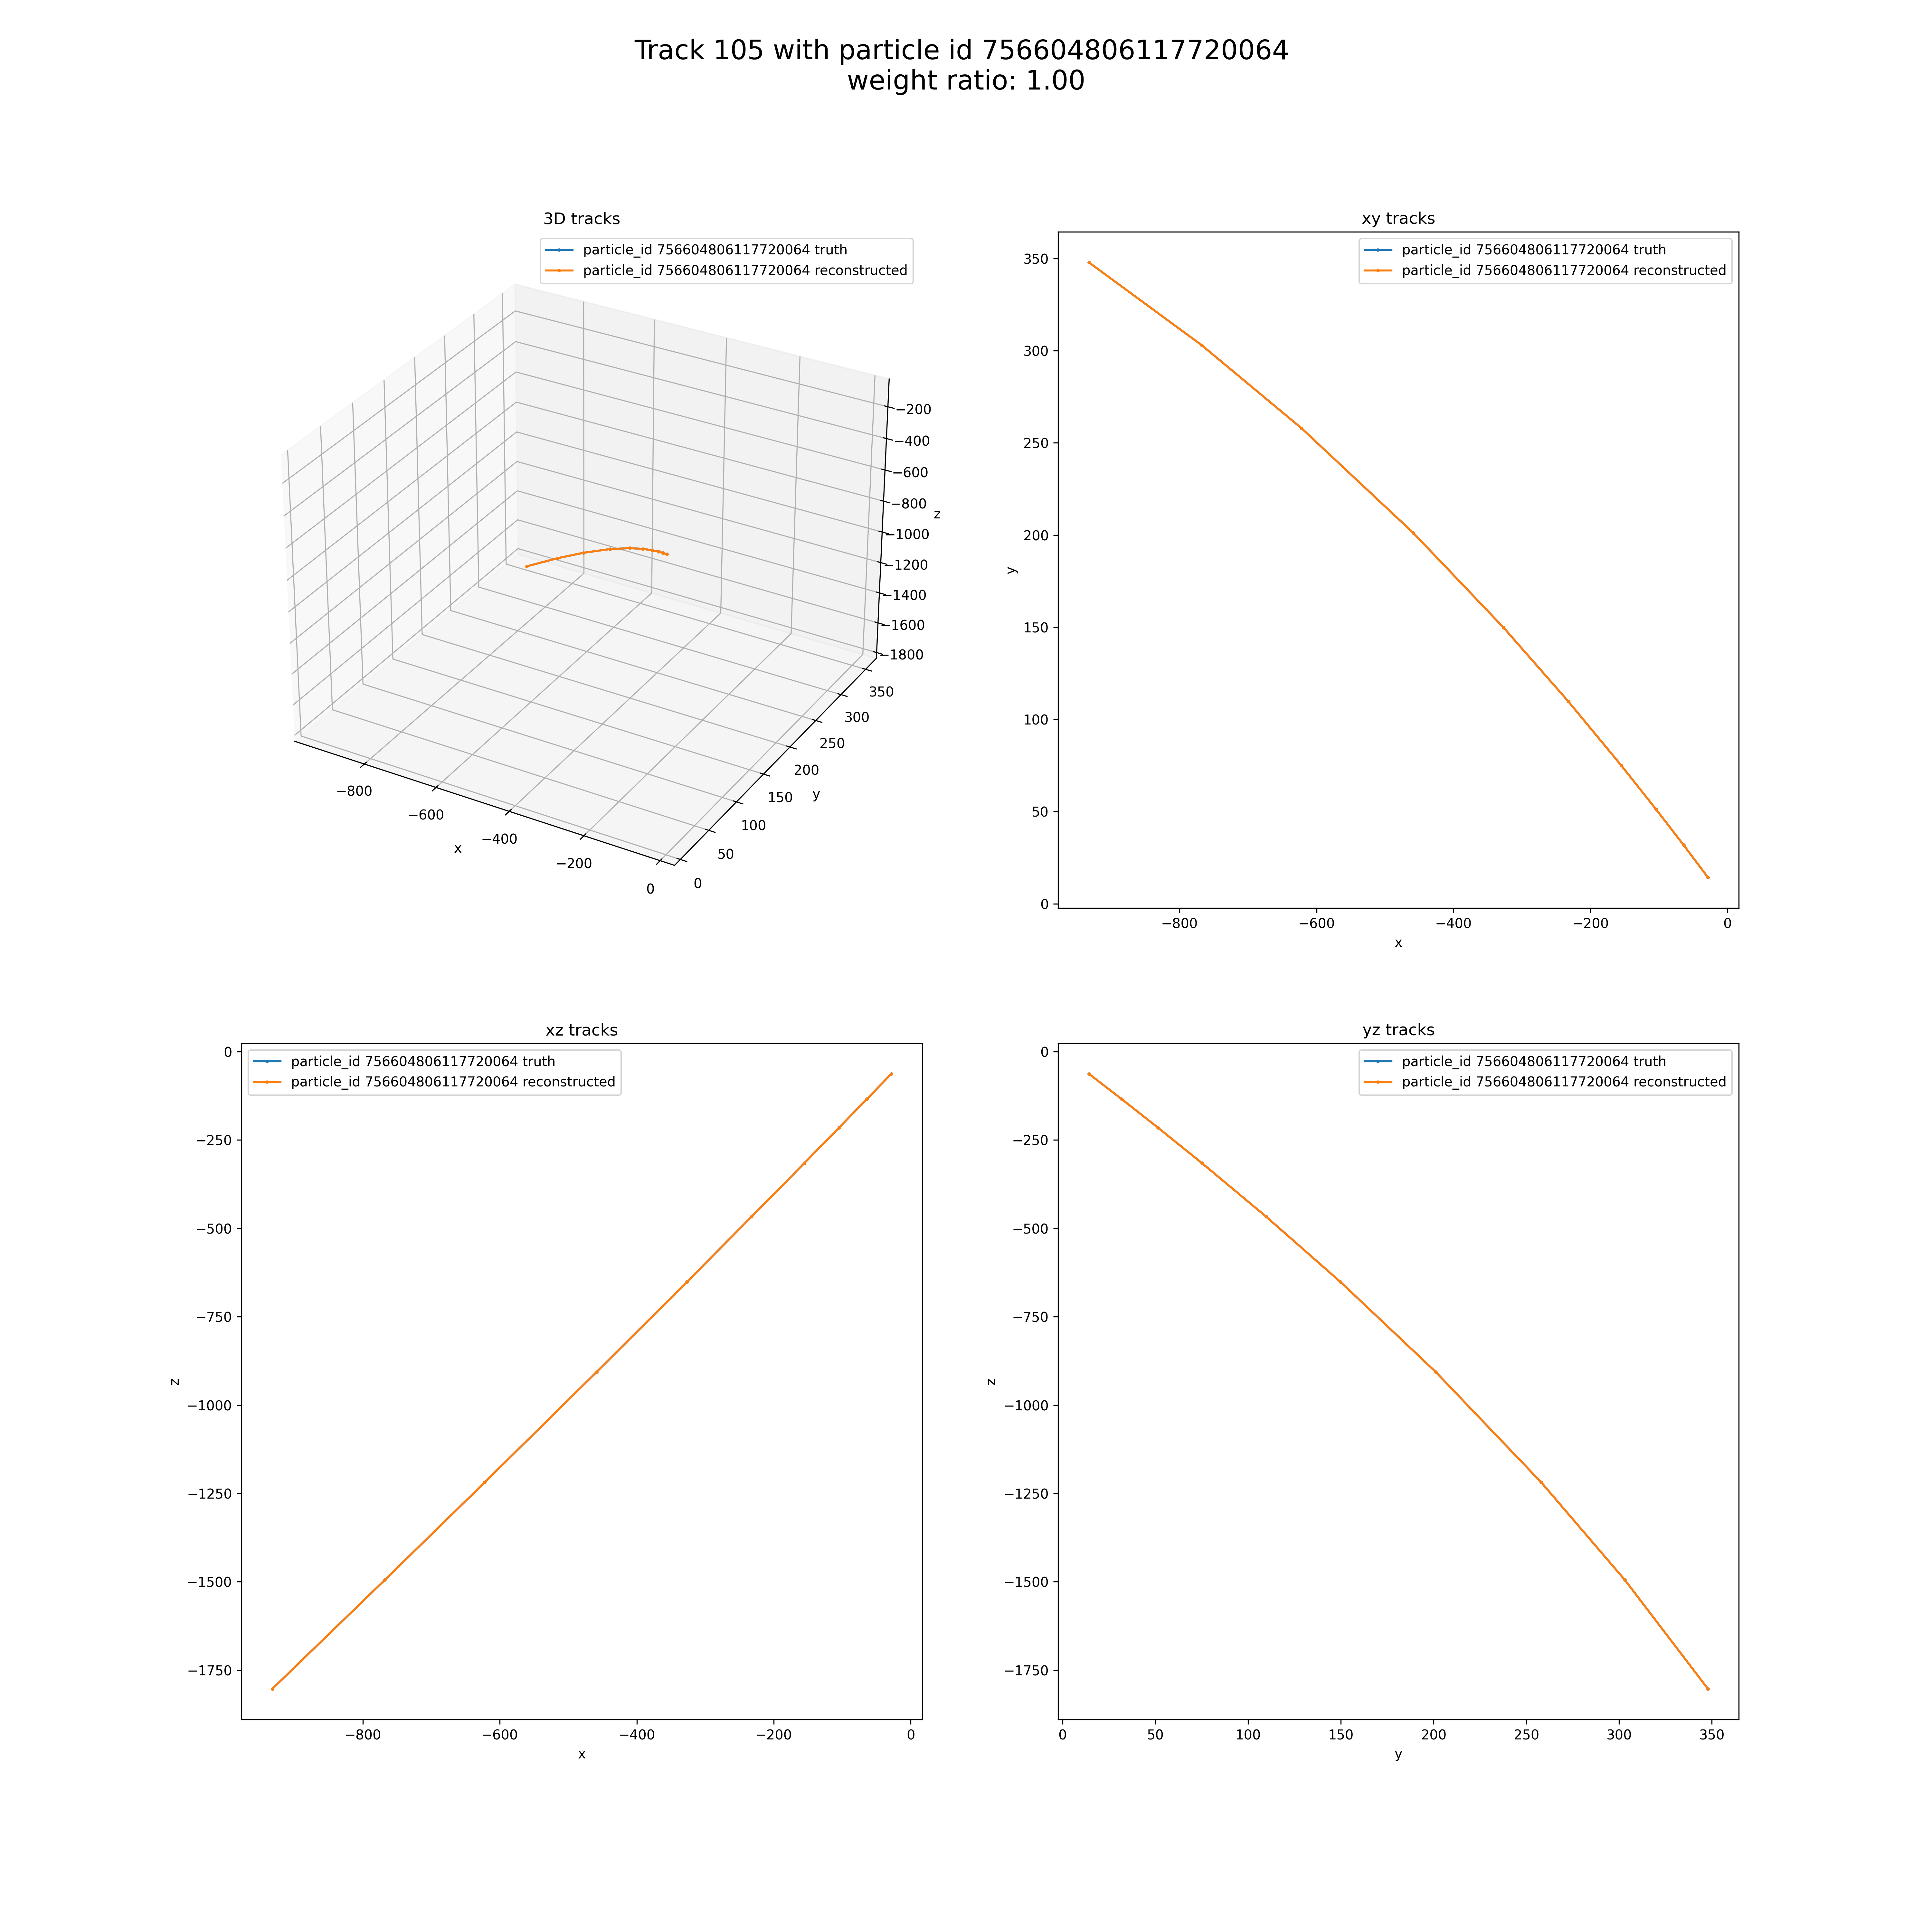 Track 105 with particle id 756604806117720064
weight ratio: 1.00
3D tracks
particle_id 756604806117720064 truth
particle_id 756604806117720064 reconstructed
−200
−400
−600
−800
−1000
−1200
−1400
−1600
−1800
z
350
300
250
200
150
100
50
0
y
−800
−600
−400
−200
0
x
xy tracks
particle_id 756604806117720064 truth
particle_id 756604806117720064 reconstructed
350
300
250
200
150
100
50
0
y
−800 −600 −400 −200 0
x
xz tracks
particle_id 756604806117720064 truth
particle_id 756604806117720064 reconstructed
0
−250
−500
−750
−1000
−1250
−1500
−1750
z
−800 −600 −400 −200 0
x
yz tracks
particle_id 756604806117720064 truth
particle_id 756604806117720064 reconstructed
0
−250
−500
−750
−1000
−1250
−1500
−1750
z
0 50 100 150 200 250 300 350
y